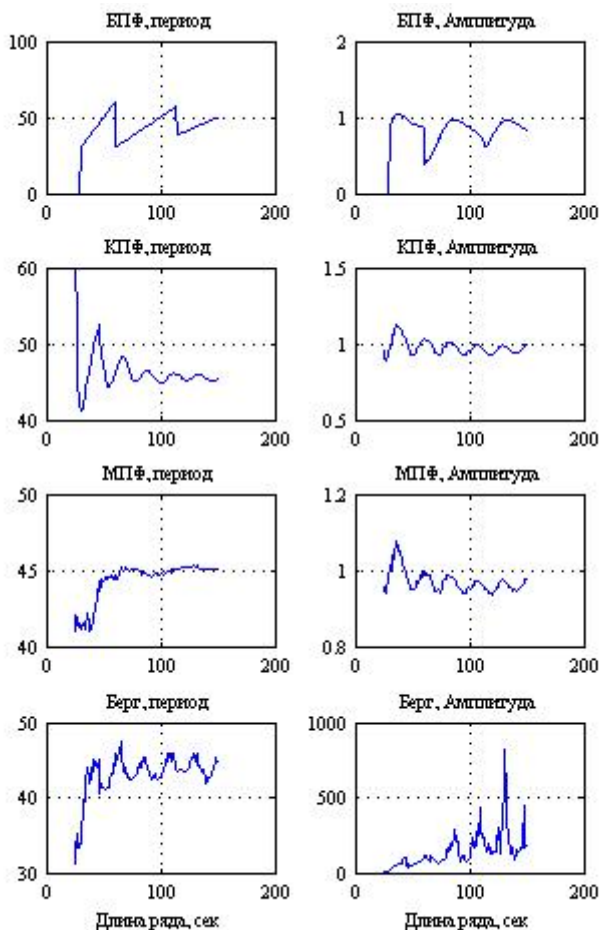 БПФ, период БПФ, Амплитуда
100 2
50 1
0 0
0 100 200 0 100 200
КПФ, период КПФ, Амплитуда
60 1.5
50 1
40 0.5
0 100 200 0 100 200
МПФ, период МПФ, Амплитуда
50 1.2
45 1
40 0.8
0 100 200 0 100 200
Берг, период Берг, Амплитуда
50 1000
40 500
30 0
0 100 200 0 100 200
Длина ряда, сек Длина ряда, сек